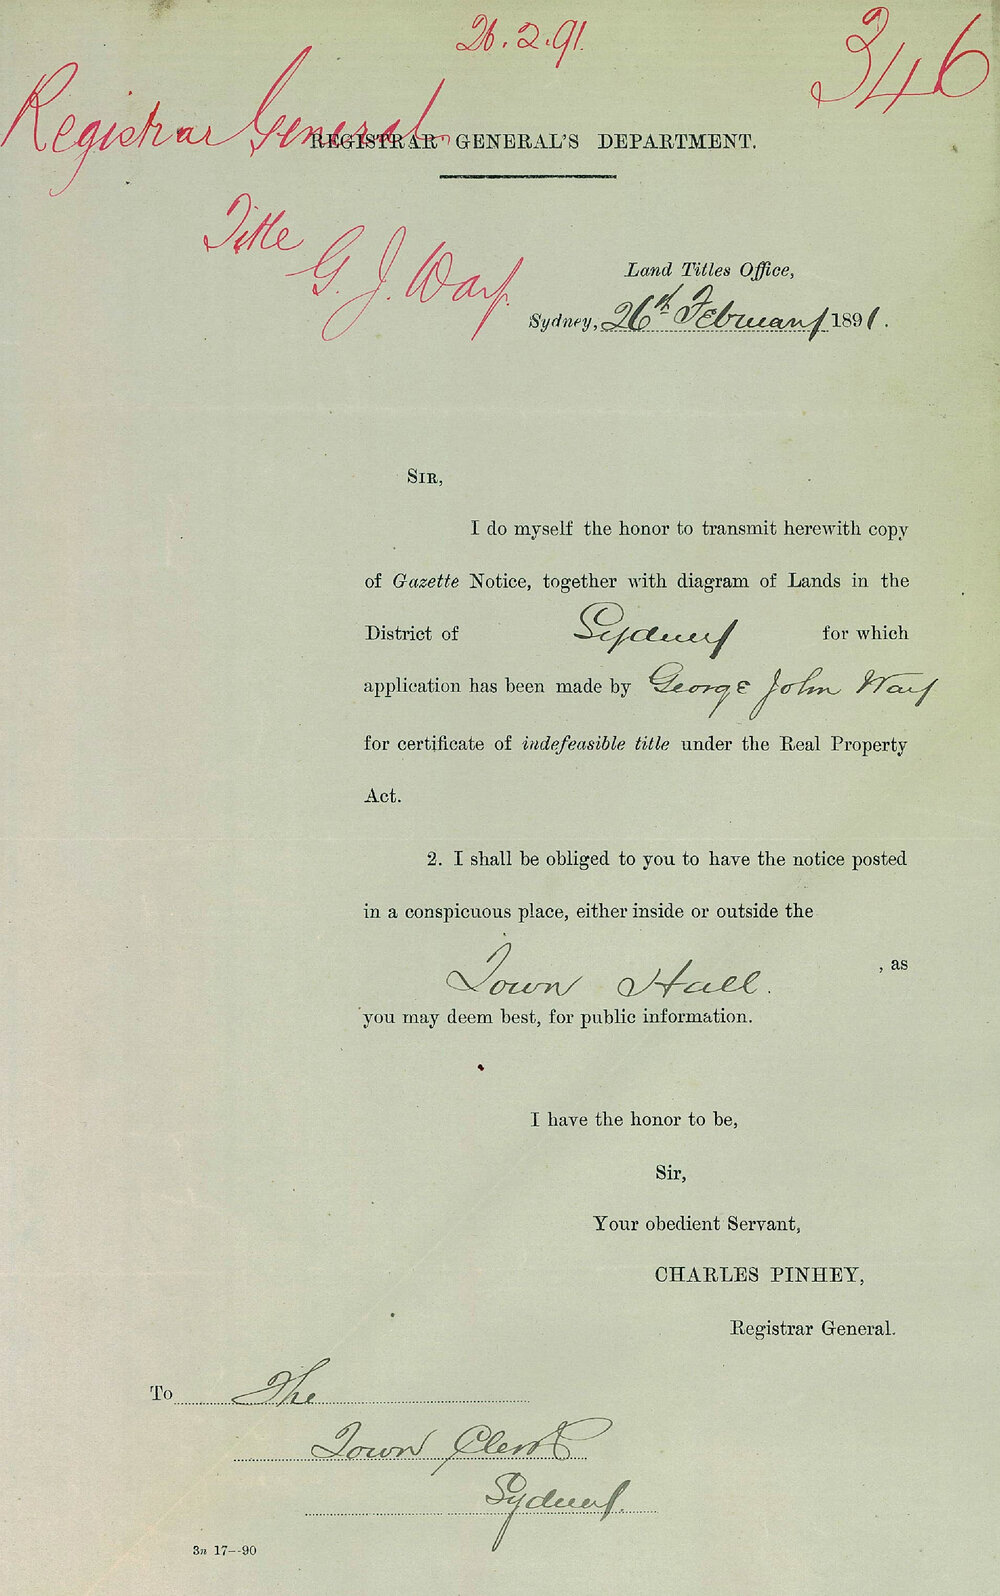 26.2.91.
346
Registrar General
REGISTRAR GENERAL'S DEPARTMENT.
Title
G. J. Way.
Land Titles Office,
Sydney, 26th February 1891.
SIR,
I do myself the honor to transmit herewith copy
of Gazette Notice, together with diagram of Lands in the
District of Sydney for which
application has been made by George John Way
for certificate of indefeasible title under the Real Property
Act.
2. I shall be obliged to you to have the notice posted
in a conspicuous place, either inside or outside the
Town Hall. , as
you may deem best, for public information.
I have the honor to be,
Sir,
Your obedient Servant,
CHARLES PINHEY,
Registrar General.
To The
Town Clerk
Sydney.
3n 17--90